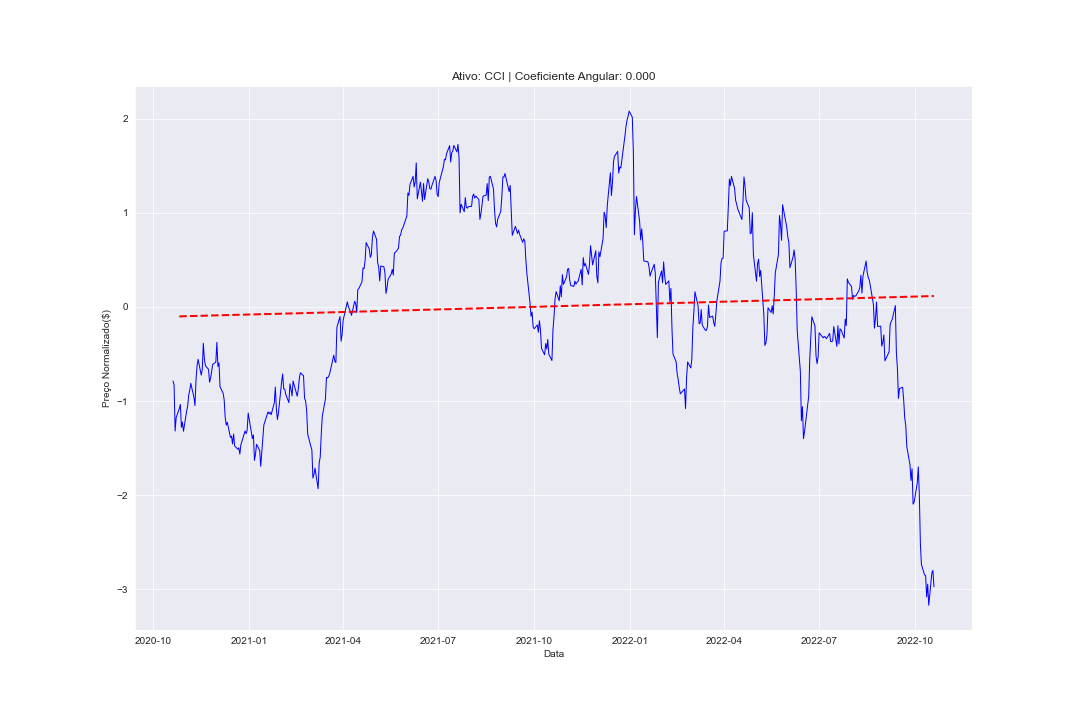 Ativo: CCI | Coeficiente Angular: 0.000
Preço Normalizado($)
2
1
0
−1
−2
−3
2020-10 2021-01 2021-04 2021-07 2021-10 2022-01 2022-04 2022-07 2022-10
Data